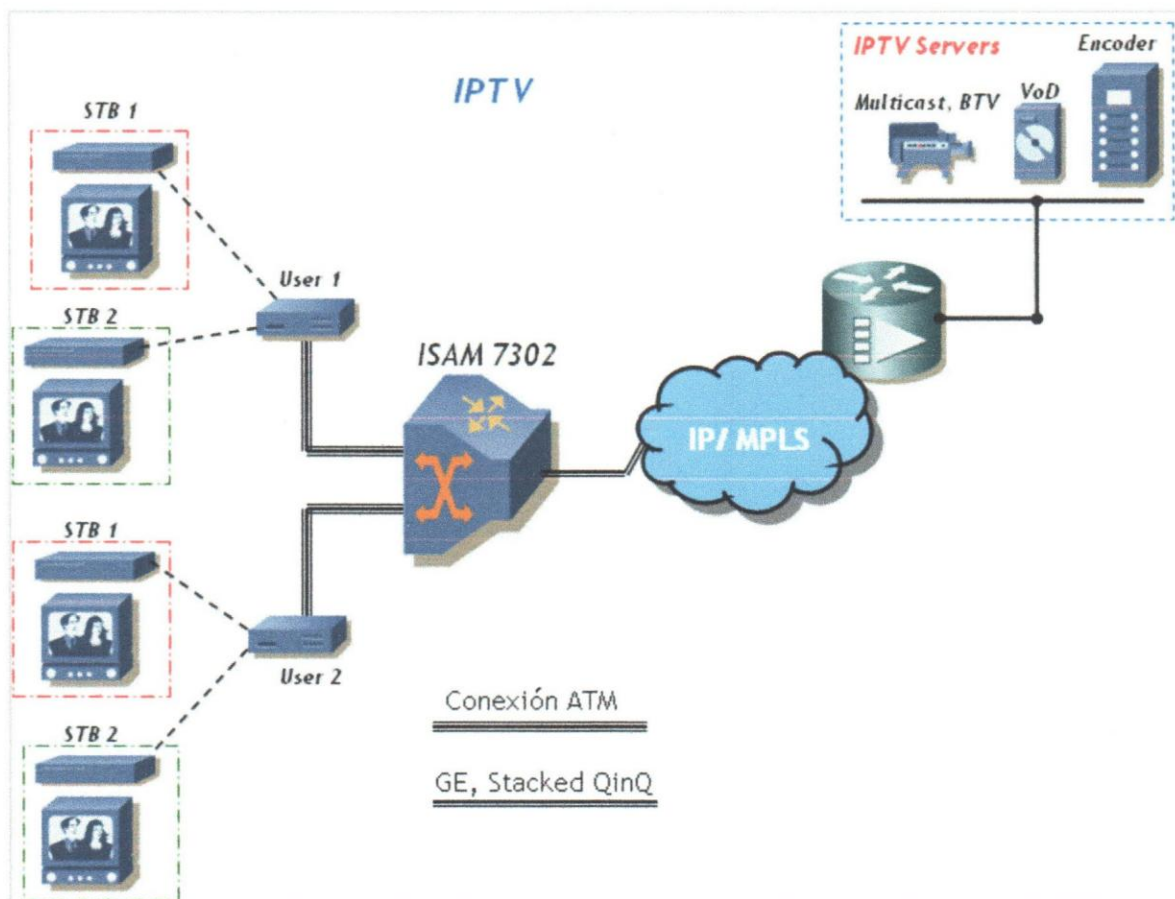 IPTV
IPTV Servers
Encoder
Multicast, BTV
VoD
STB 1
User 1
STB 2
ISAM 7302
IP/ MPLS
STB 1
User 2
STB 2
Conexión ATM
GE, Stacked QinQ